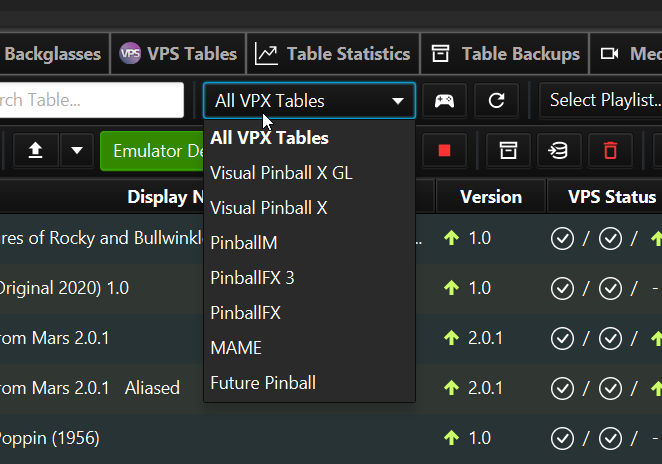 Backglasses VPS VPS Tables Table Statistics Table Backups Med
rch Table... All VPX Tables Select Playlist..
Emulator De
All VPX Tables
Visual Pinball X GL
Visual Pinball X
PinballM
PinballFX 3
PinballFX
MAME
Future Pinball
Display N Version VPS Status
res of Rocky and Bullwinkl .. 1.0 / /
Original 2020) 1.0 1.0 / / -
rom Mars 2.0.1 2.0.1 / /
rom Mars 2.0.1 Aliased 2.0.1 / /
Poppin (1956) 1.0 / / -